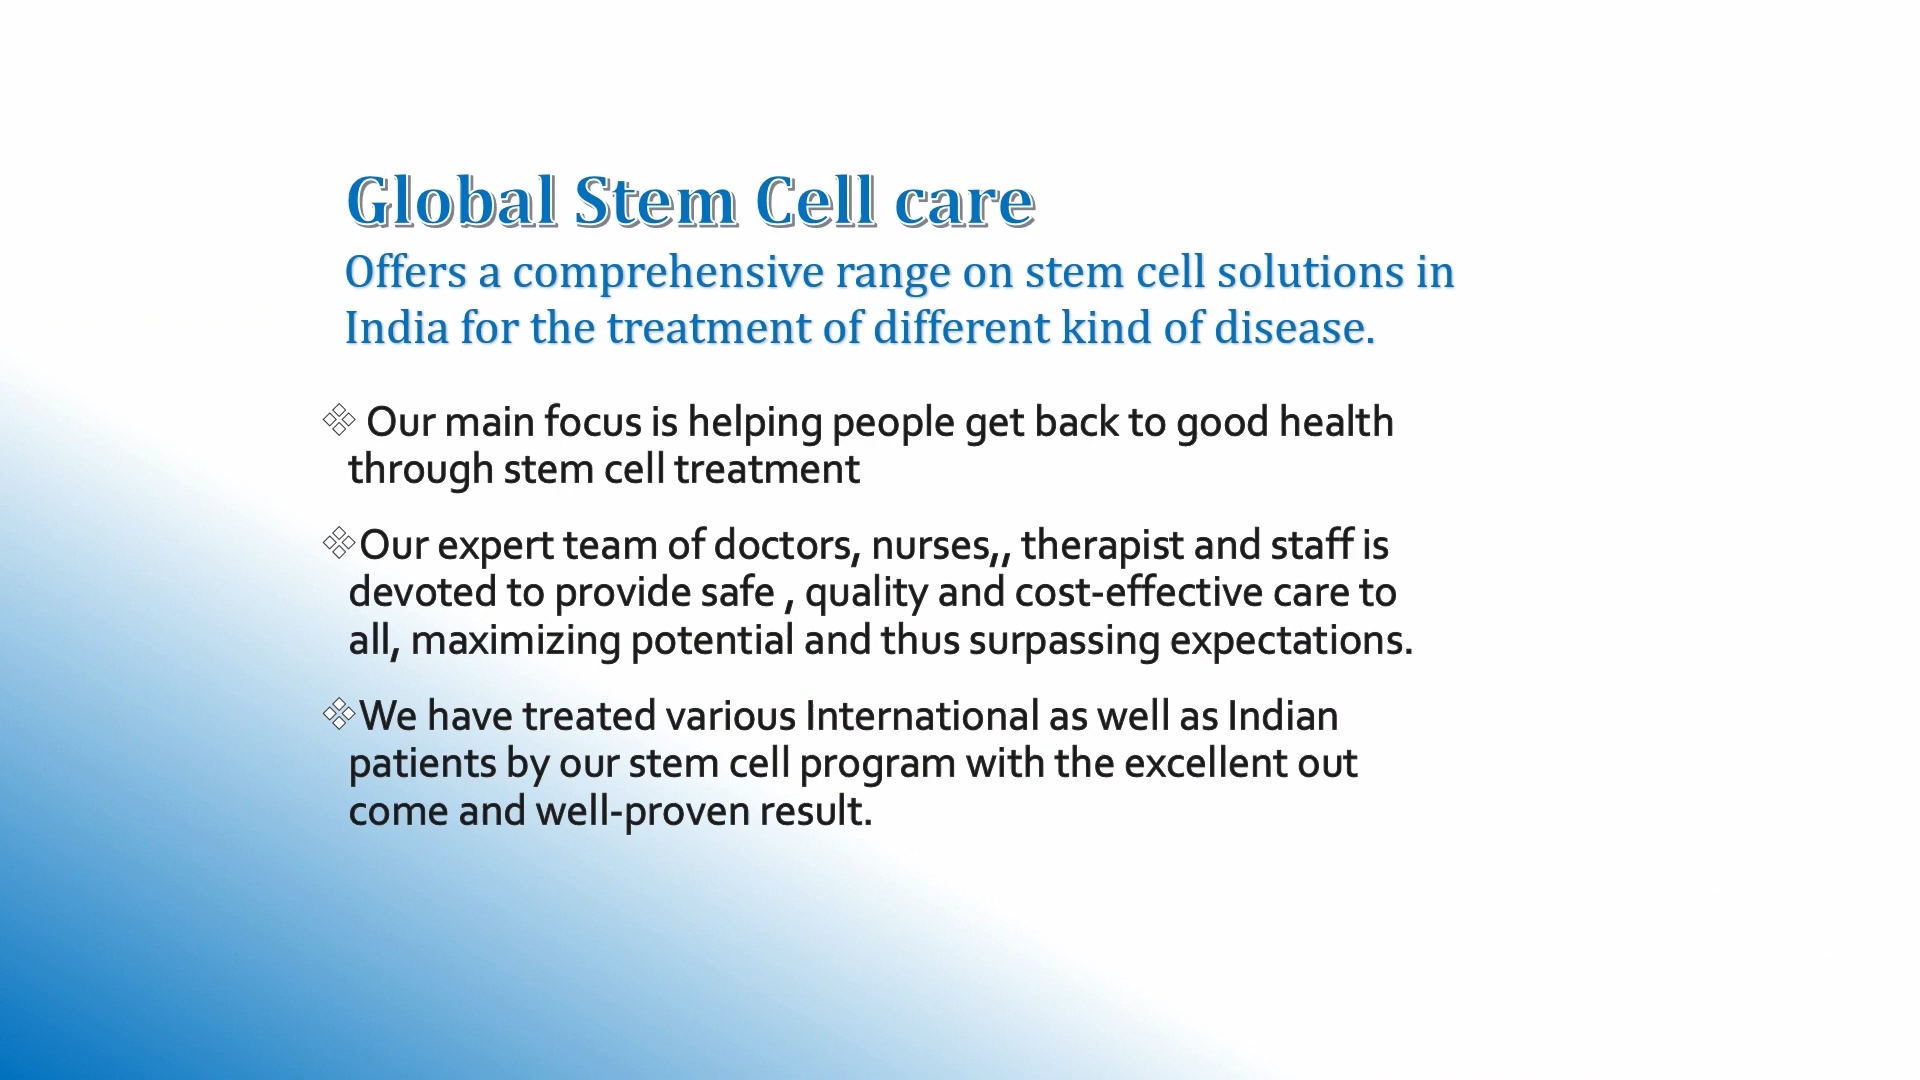 Global Stem Cell care
Offers a comprehensive range on stem cell solutions in
India for the treatment of different kind of disease.
❖ Our main focus is helping people get back to good health
through stem cell treatment
❖Our expert team of doctors, nurses,, therapist and staff is
devoted to provide safe , quality and cost-effective care to
all, maximizing potential and thus surpassing expectations.
❖We have treated various International as well as Indian
patients by our stem cell program with the excellent out
come and well-proven result.